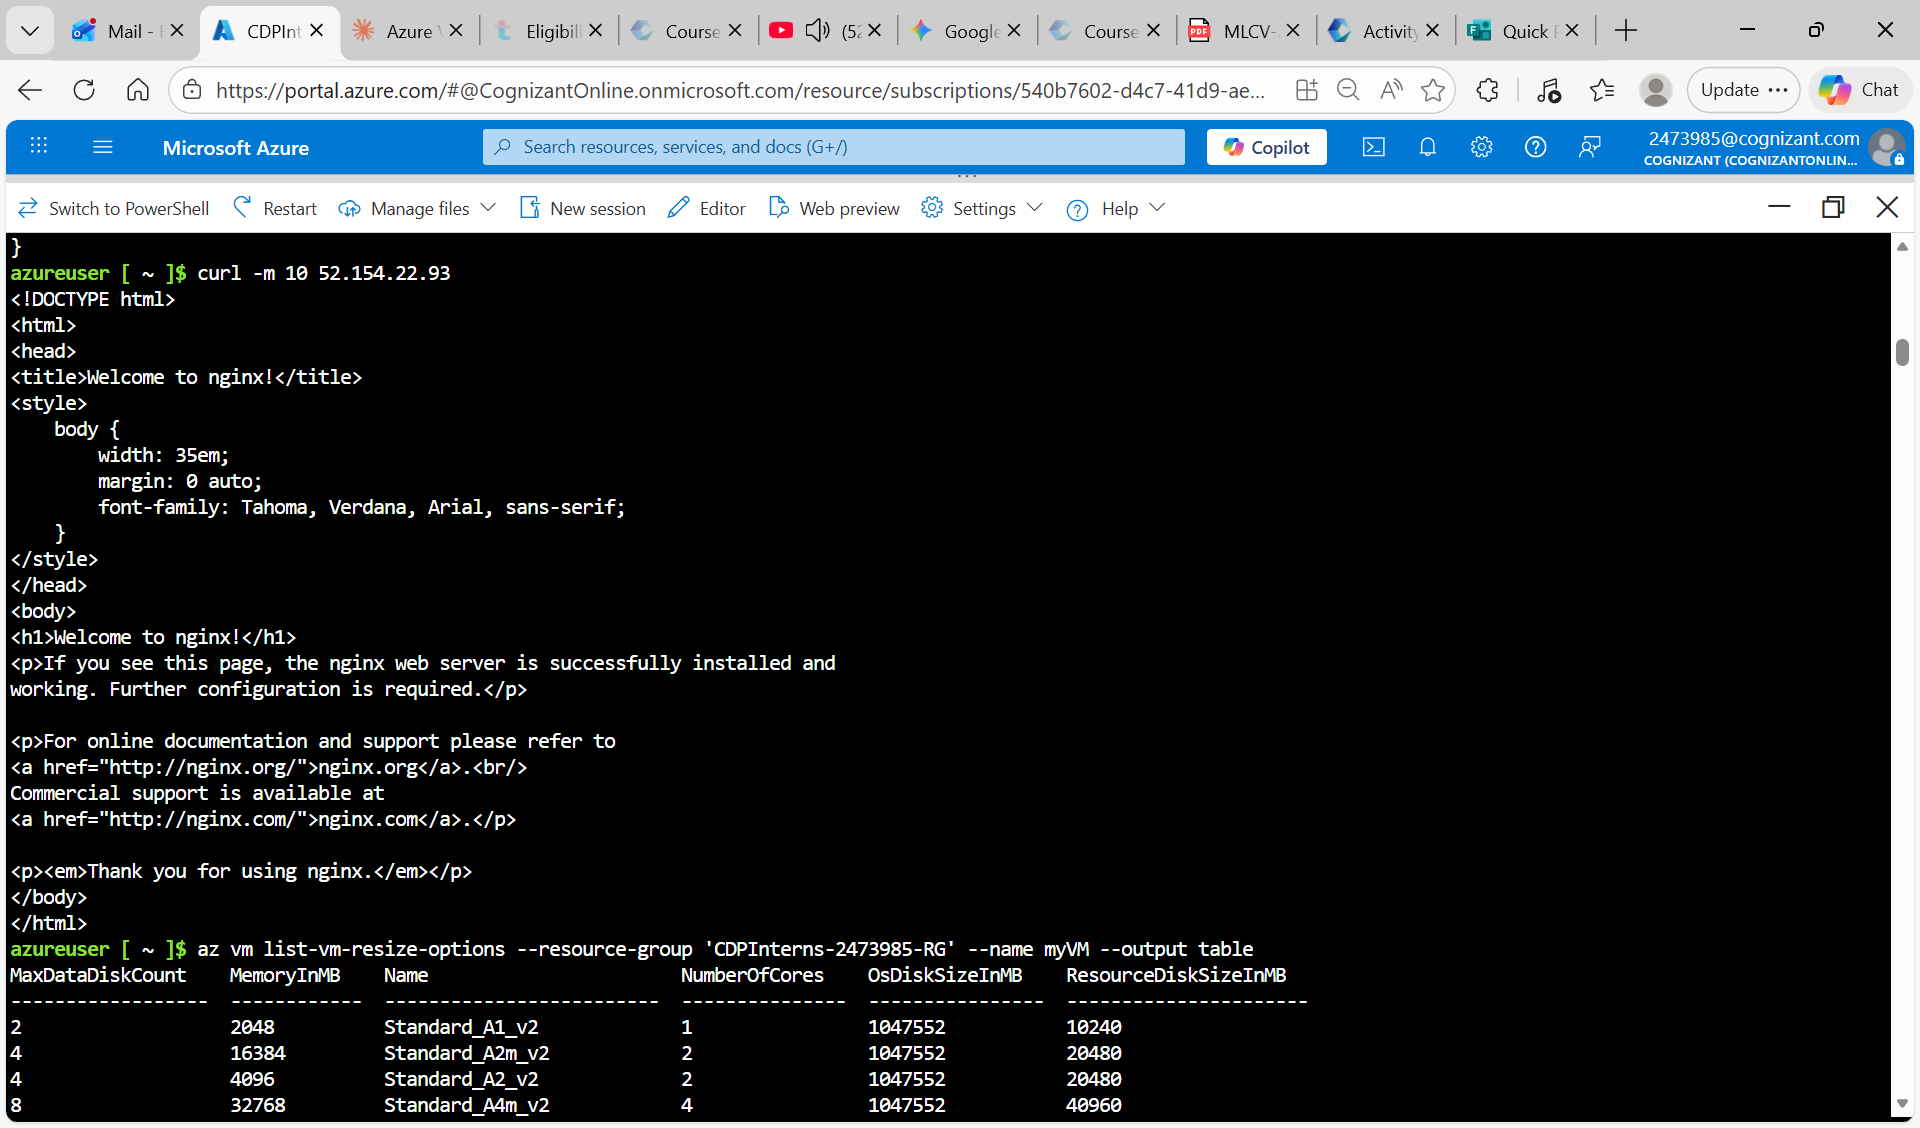 Mail -
CDPInt
Azure
Eligibili
Course
(52
Google
Course
MLCV-
Activity
Quick
https://portal.azure.com/#@CognizantOnline.onmicrosoft.com/resource/subscriptions/540b7602-d4c7-41d9-ae...
Update
Chat
Microsoft Azure
Search resources, services, and docs (G+/)
Copilot
2473985@cognizant.com
COGNIZANT (COGNIZANTONLIN...
Switch to PowerShell
Restart
Manage files
New session
Editor
Web preview
Settings
Help
}
azureuser [ ~ ]$ curl -m 10 52.154.22.93
<!DOCTYPE html>
<html>
<head>
<title>Welcome to nginx!</title>
<style>
    body {
        width: 35em;
        margin: 0 auto;
        font-family: Tahoma, Verdana, Arial, sans-serif;
    }
</style>
</head>
<body>
<h1>Welcome to nginx!</h1>
<p>If you see this page, the nginx web server is successfully installed and
working. Further configuration is required.</p>
<p>For online documentation and support please refer to
<a href="http://nginx.org/">nginx.org</a>.<br/>
Commercial support is available at
<a href="http://nginx.com/">nginx.com</a>.</p>
<p><em>Thank you for using nginx.</em></p>
</body>
</html>
azureuser [ ~ ]$ az vm list-vm-resize-options --resource-group 'CDPInterns-2473985-RG' --name myVM --output table
MaxDataDiskCount    MemoryInMB    Name                       NumberOfCores    OsDiskSizeInMB    ResourceDiskSizeInMB
------------------  ------------  -------------------------  ---------------  ----------------  ----------------------
2                   2048          Standard_A1_v2             1                1047552           10240
4                   16384         Standard_A2m_v2            2                1047552           20480
4                   4096          Standard_A2_v2             2                1047552           20480
8                   32768         Standard_A4m_v2            4                1047552           40960